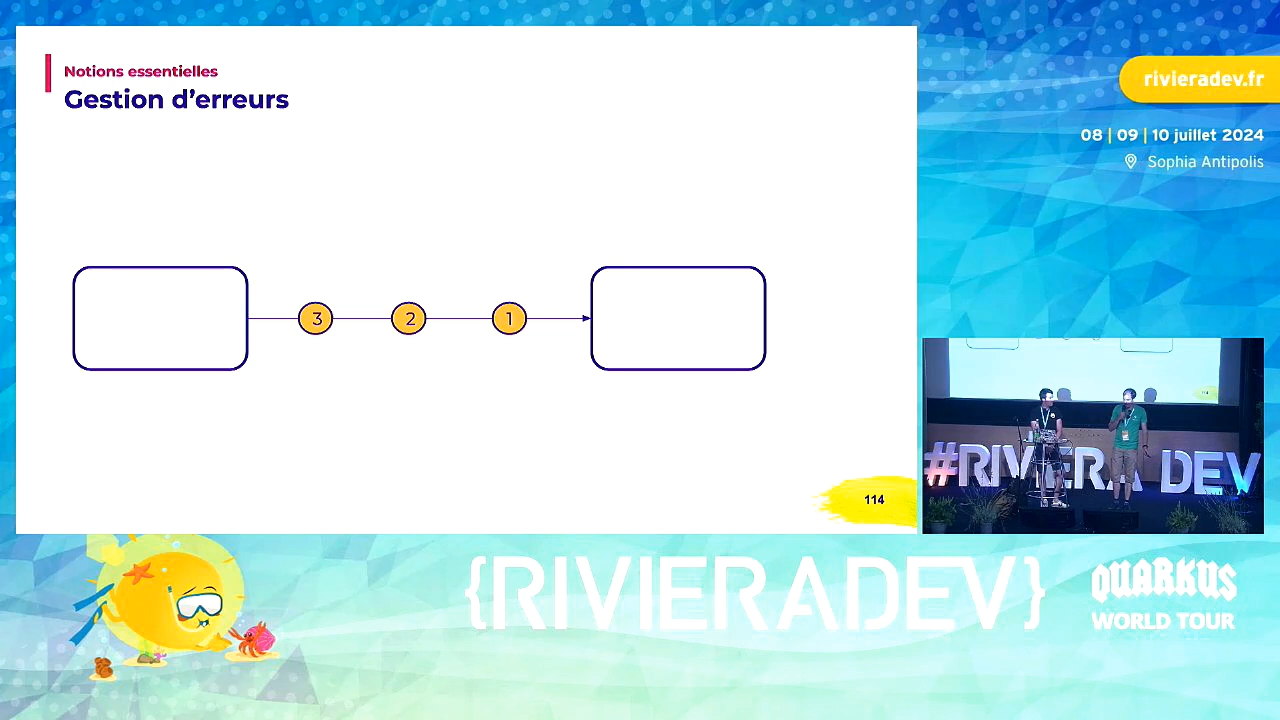 Notions essentielles
Gestion d'erreurs
3
2
1
114
rivieradev.fr
08 | 09 | 10 juillet 2024
Sophia Antipolis
#RIVIERA DEV
{RIVIERADEV}
QUARKUS
WORLD TOUR